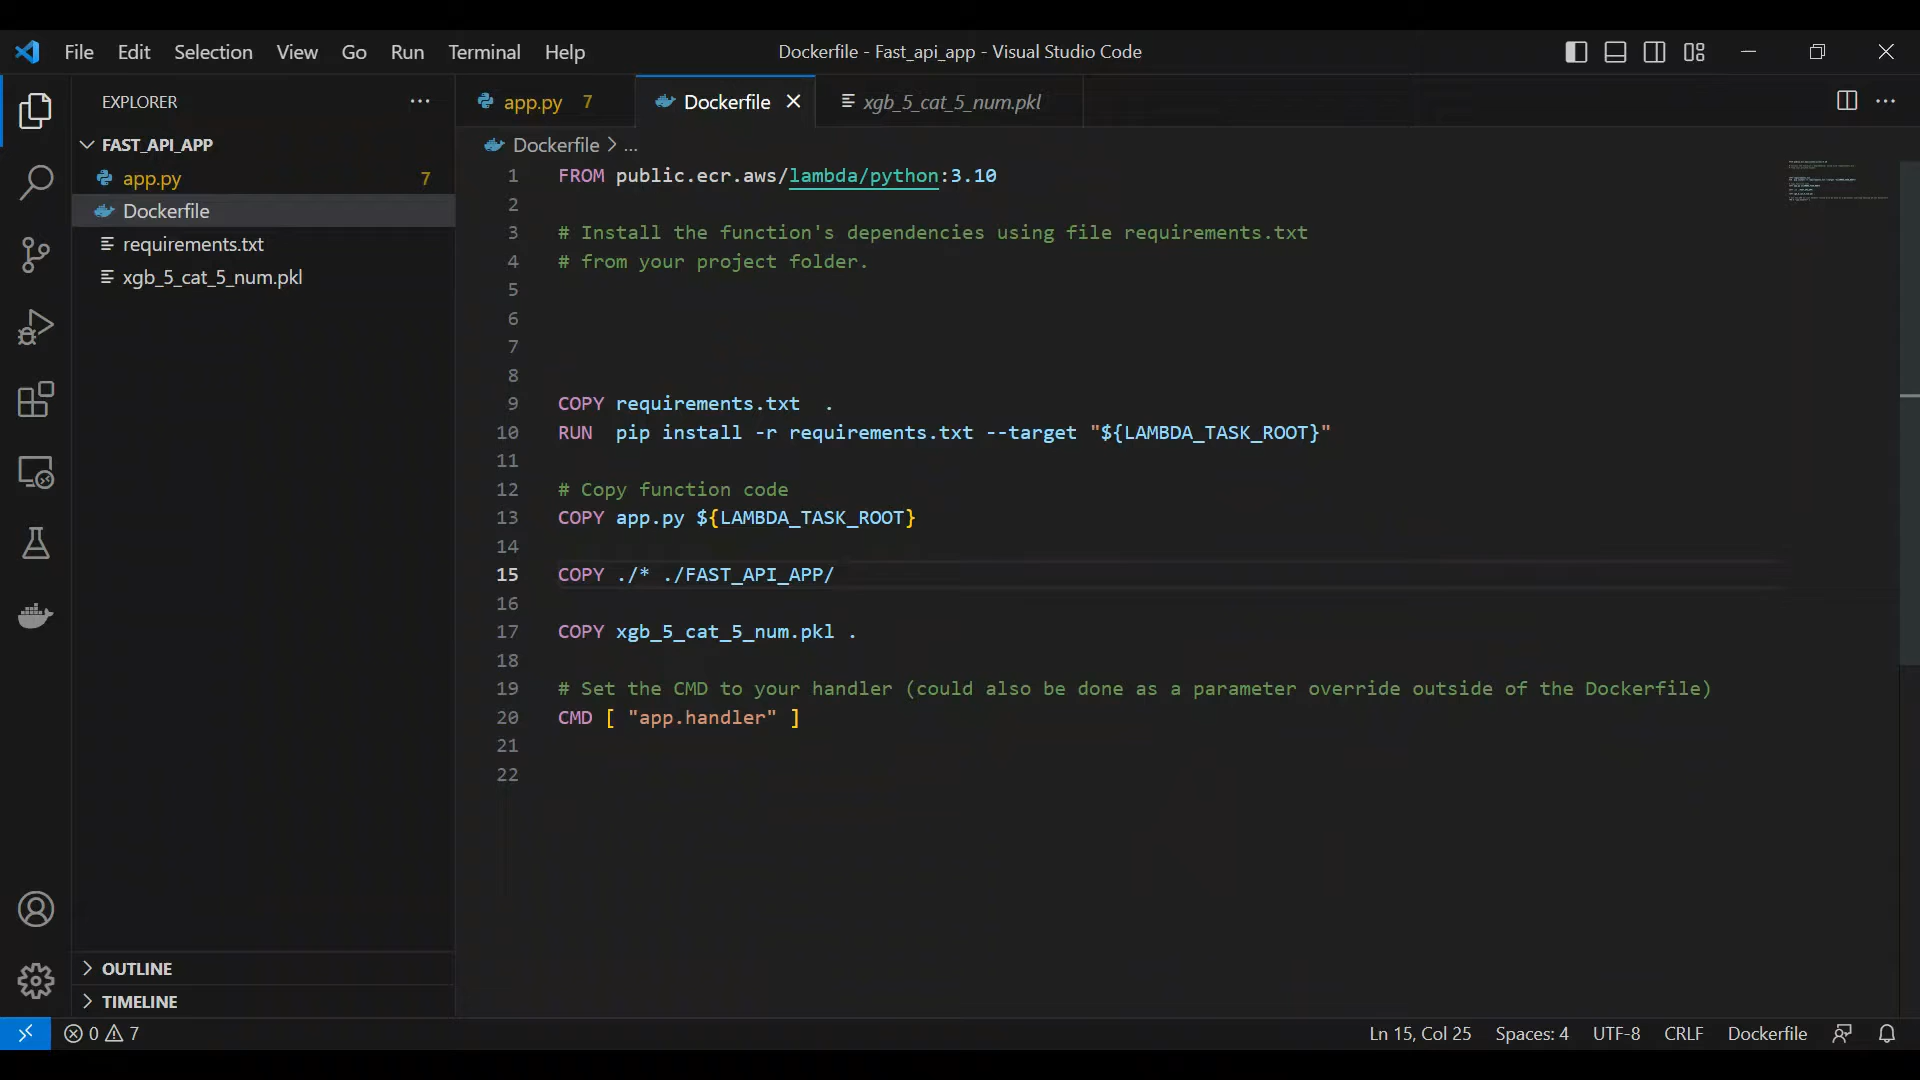 File Edit Selection View Go Run Terminal Help
Dockerfile - Fast_api_app - Visual Studio Code
EXPLORER
FAST_API_APP
app.py 7
Dockerfile
requirements.txt
xgb_5_cat_5_num.pkl
OUTLINE
TIMELINE
app.py 7
Dockerfile
xgb_5_cat_5_num.pkl
Dockerfile > ...
1 FROM public.ecr.aws/lambda/python:3.10
2
3 # Install the function's dependencies using file requirements.txt
4 # from your project folder.
5
6
7
8
9 COPY requirements.txt  .
10 RUN  pip install -r requirements.txt --target "${LAMBDA_TASK_ROOT}"
11
12 # Copy function code
13 COPY app.py ${LAMBDA_TASK_ROOT}
14
15 COPY ./* ./FAST_API_APP/
16
17 COPY xgb_5_cat_5_num.pkl .
18
19 # Set the CMD to your handler (could also be done as a parameter override outside of the Dockerfile)
20 CMD [ "app.handler" ]
21
22
0 7
Ln 15, Col 25 Spaces: 4 UTF-8 CRLF Dockerfile